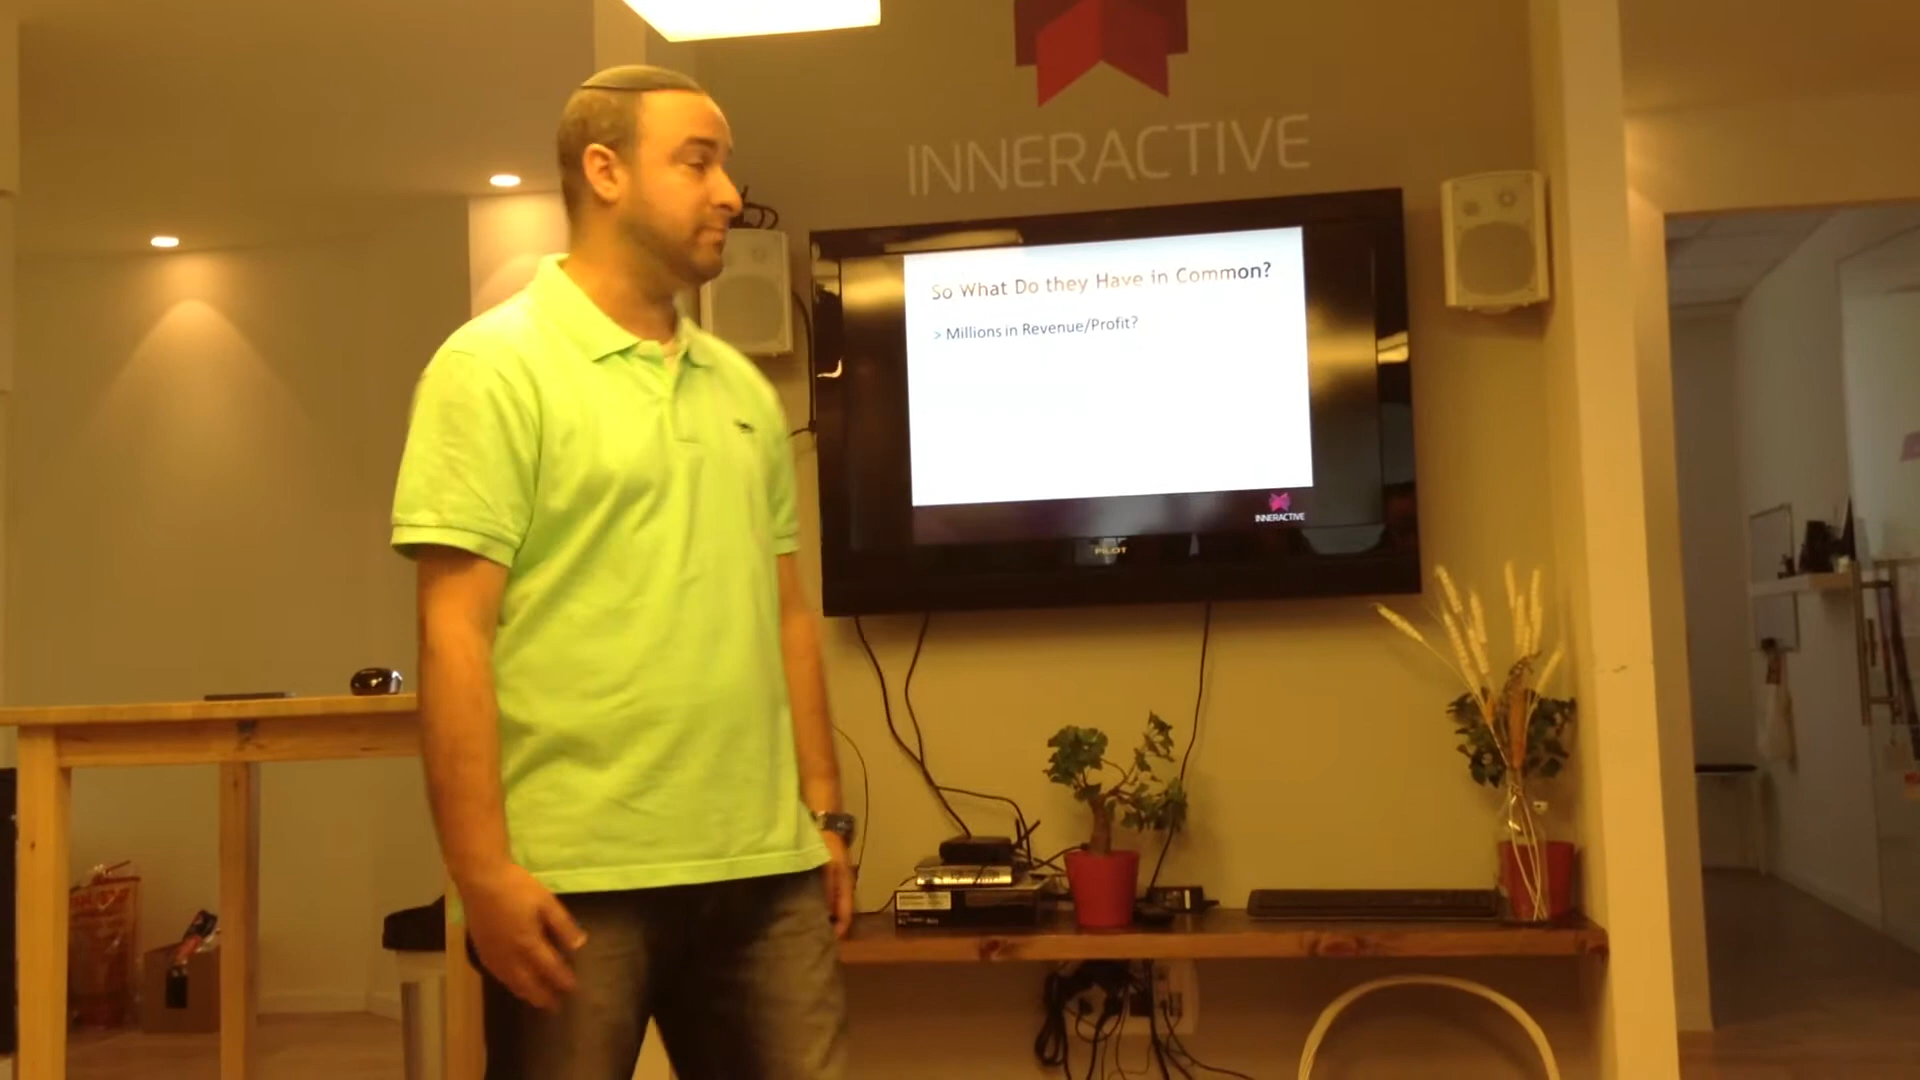 INNERACTIVE
So What Do they Have in Common?
> Millions in Revenue/Profit?
INNERACTIVE
PILOT